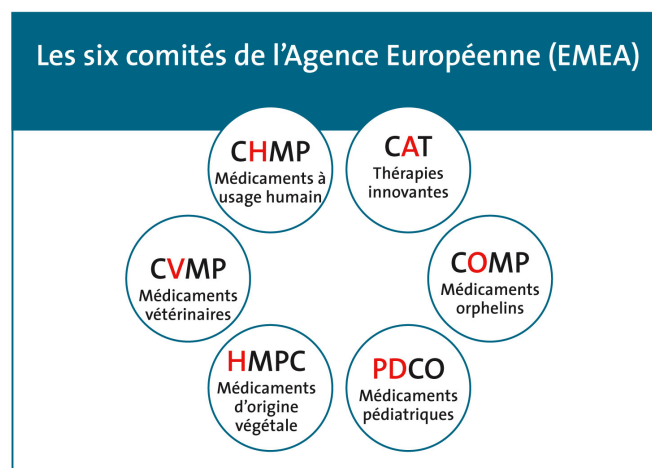 Les six comités de l’Agence Européenne (EMEA)
CHMP
Médicaments à
usage humain
CAT
Thérapies
innovantes
CVMP
Médicaments
vétérinaires
COMP
Médicaments
orphelins
HMPC
Médicaments
d’origine
végétale
PDCO
Médicaments
pédiatriques